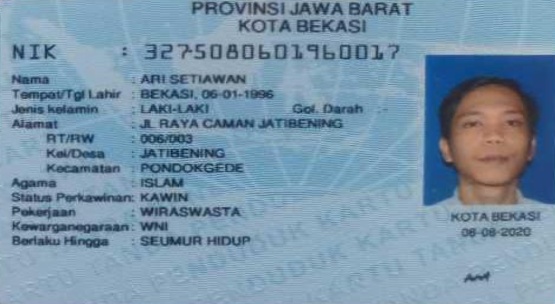 PROVINSI JAWA BARAT
KOTA BEKASI
NIK : 3275080601960017
Nama : ARI SETIAWAN
Tempat/Tgl Lahir : BEKASI, 06-01-1996
Jenis kelamin : LAKI-LAKI Gol. Darah : -
Alamat : JL RAYA CAMAN JATIBENING
RT/RW : 006/003
Kel/Desa : JATIBENING
Kecamatan : PONDOKGEDE
Agama : ISLAM
Status Perkawinan: KAWIN
Pekerjaan : WIRASWASTA
Kewarganegaraan: WNI
Berlaku Hingga : SEUMUR HIDUP
KOTA BEKASI
06-08-2020